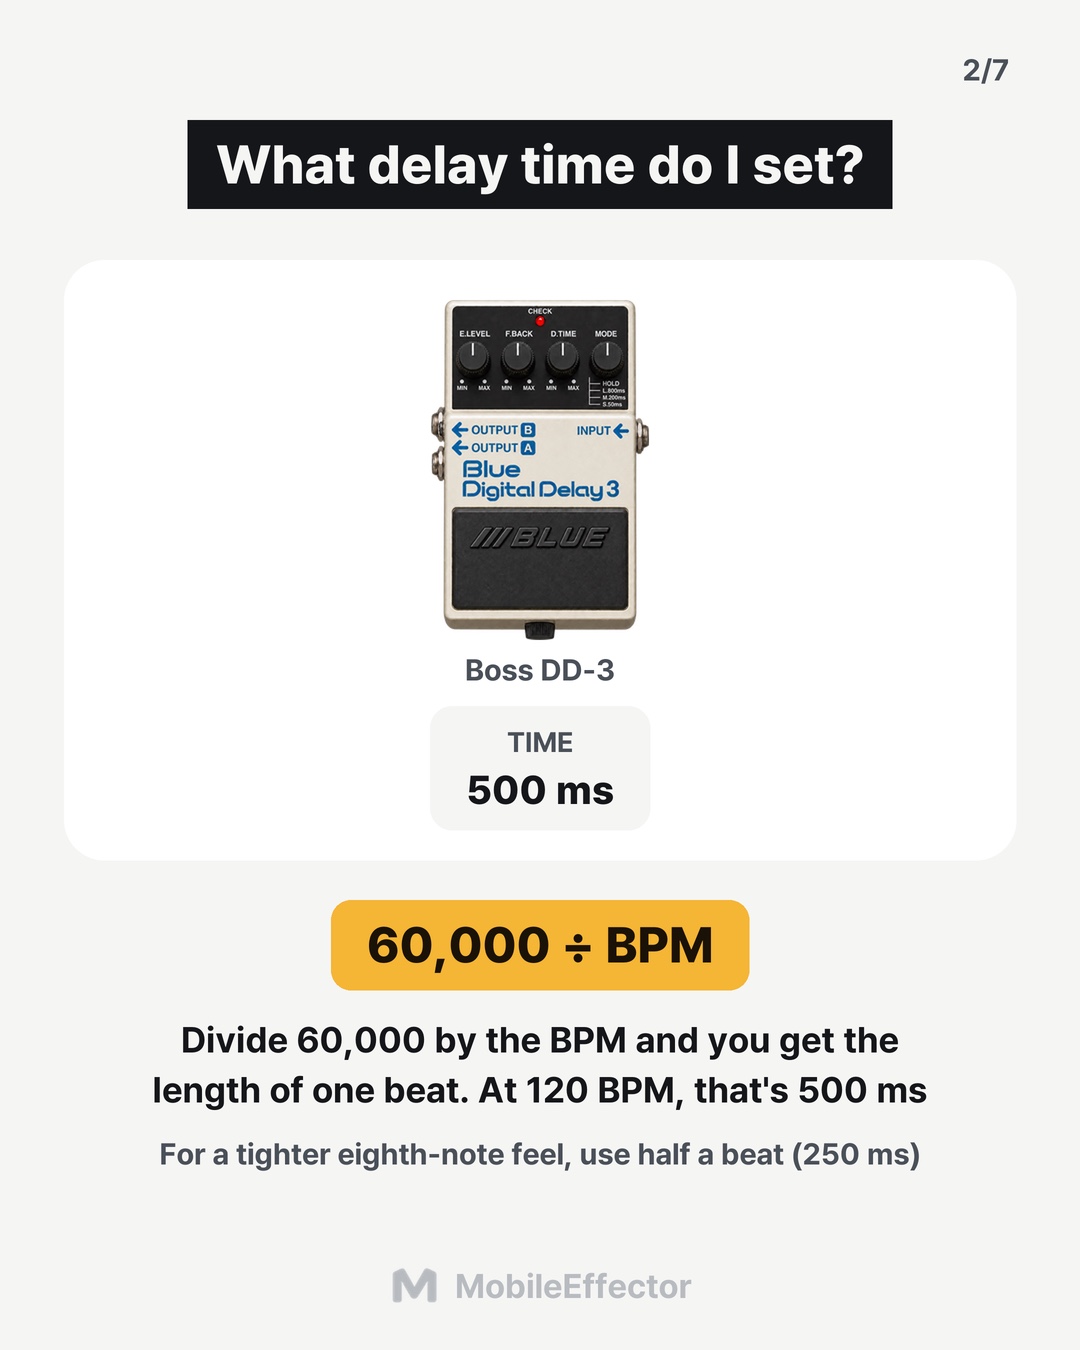 2/7
What delay time do I set?
CHECK
E.LEVEL F.BACK D.TIME MODE
MIN MAX MIN MAX MIN MAX
HOLD
L.800ms
M.200ms
S.50ms
OUTPUT B INPUT
OUTPUT A
Blue
Digital Delay 3
BLUE
Boss DD-3
TIME
500 ms
60,000 ÷ BPM
Divide 60,000 by the BPM and you get the
length of one beat. At 120 BPM, that's 500 ms
For a tighter eighth-note feel, use half a beat (250 ms)
MobileEffector